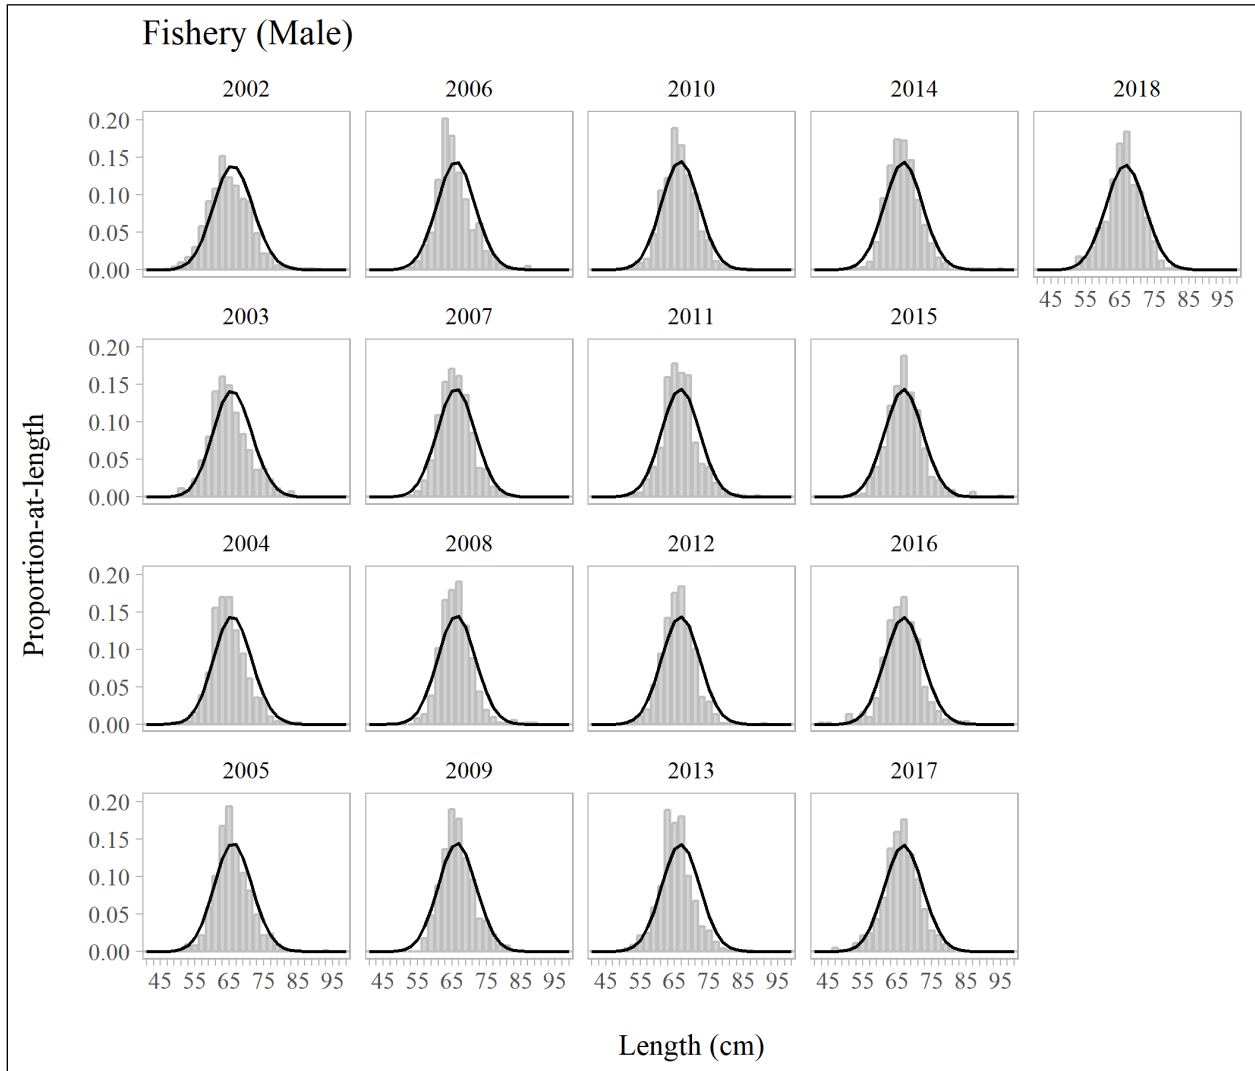 Fishery (Male)
2002 2006 2010 2014 2018
0.20
0.15
0.10
0.05
0.00
45 55 65 75 85 95
2003 2007 2011 2015
0.20
0.15
0.10
0.05
0.00
2004 2008 2012 2016
0.20
0.15
0.10
0.05
0.00
2005 2009 2013 2017
0.20
0.15
0.10
0.05
0.00
45 55 65 75 85 95 45 55 65 75 85 95 45 55 65 75 85 95 45 55 65 75 85 95
Proportion-at-length
Length (cm)